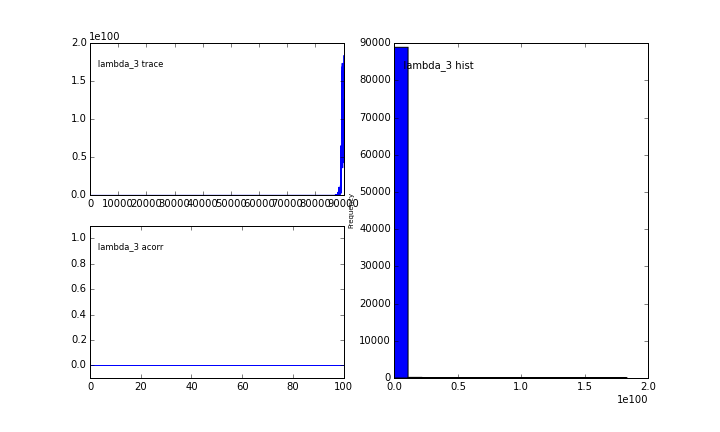 1e100
2.0
lambda_3 trace
1.5
1.0
0.5
0.0
0 10000 20000 30000 40000 50000 60000 70000 80000 90000
lambda_3 acorr
1.0
0.8
0.6
0.4
0.2
0.0
0 20 40 60 80 100
Frequency
90000
lambda_3 hist
80000
70000
60000
50000
40000
30000
20000
10000
0
0.0 0.5 1.0 1.5 2.0
1e100